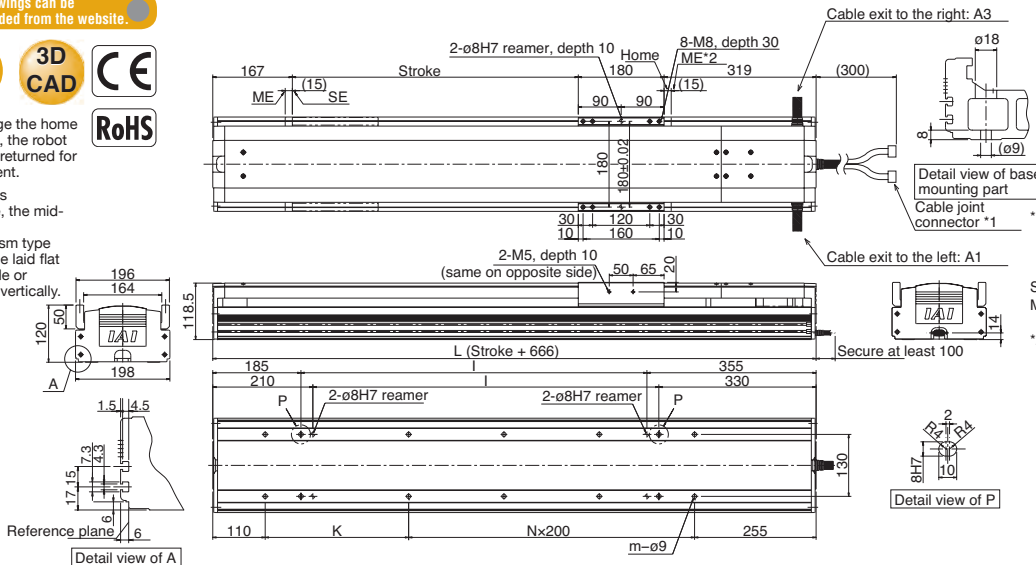 wings can be
ded from the website.
3D
CAD
CE
RoHS
ge the home
, the robot
returned for
ent.
s
e, the mid-
sm type
e laid flat
de or
vertically.
Cable exit to the right: A3
2-ø8H7 reamer, depth 10
Home
8-M8, depth 30
ME*2
167
Stroke
180
319
(300)
(15)
(15)
ME
SE
90
90
180
180±0.02
30
120
30
10
160
10
ø18
8
(ø9)
Detail view of base
mounting part
Cable joint
connector *1
*
Cable exit to the left: A1
2-M5, depth 10
(same on opposite side)
50
65
20
196
164
50
120
118.5
IAI
198
A
L (Stroke + 666)
Secure at least 100
IAI
14
S
M
*
185
I
355
210
I
330
P
2-ø8H7 reamer
2-ø8H7 reamer
P
130
110
K
N×200
255
m-ø9
1.5
4.5
7.3
4.3
15
17
6
6
Reference plane
Detail view of A
2
R4
R4
8H7
10
Detail view of P